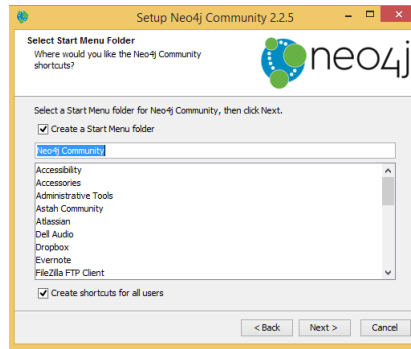 Setup Neo4j Community 2.2.5
Select Start Menu Folder
Where would you like the Neo4j Community
shortcuts?
neo4j
Select a Start Menu folder for Neo4j Community, then click Next.
Create a Start Menu folder
Neo4j Community
Accessibility
Accessories
Administrative Tools
Astah Community
Atlassian
Dell Audio
Dropbox
Evernote
FileZilla FTP Client
Create shortcuts for all users
< Back Next > Cancel